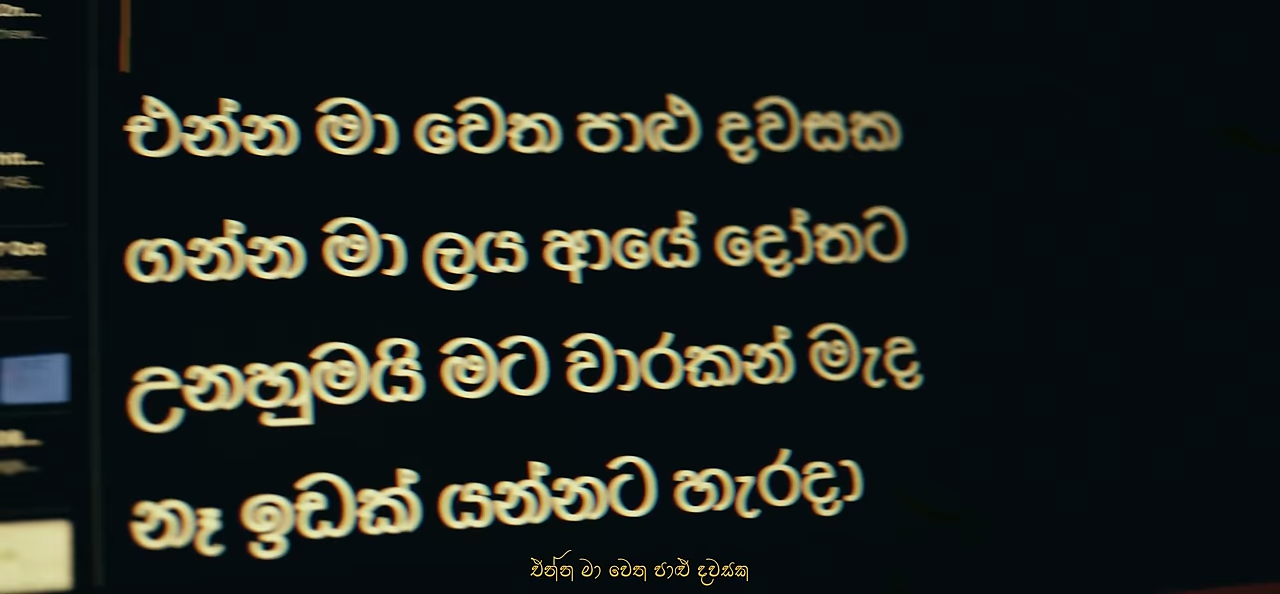 එන්න මා වෙත පාළු දවසක
ගන්න මා ලය ආයේ දෝතට
උනහුමයි මට වාරකන් මැද
නෑ ඉඩක් යන්නට හැරදා
එන්න මා වෙත පාළු දවසක